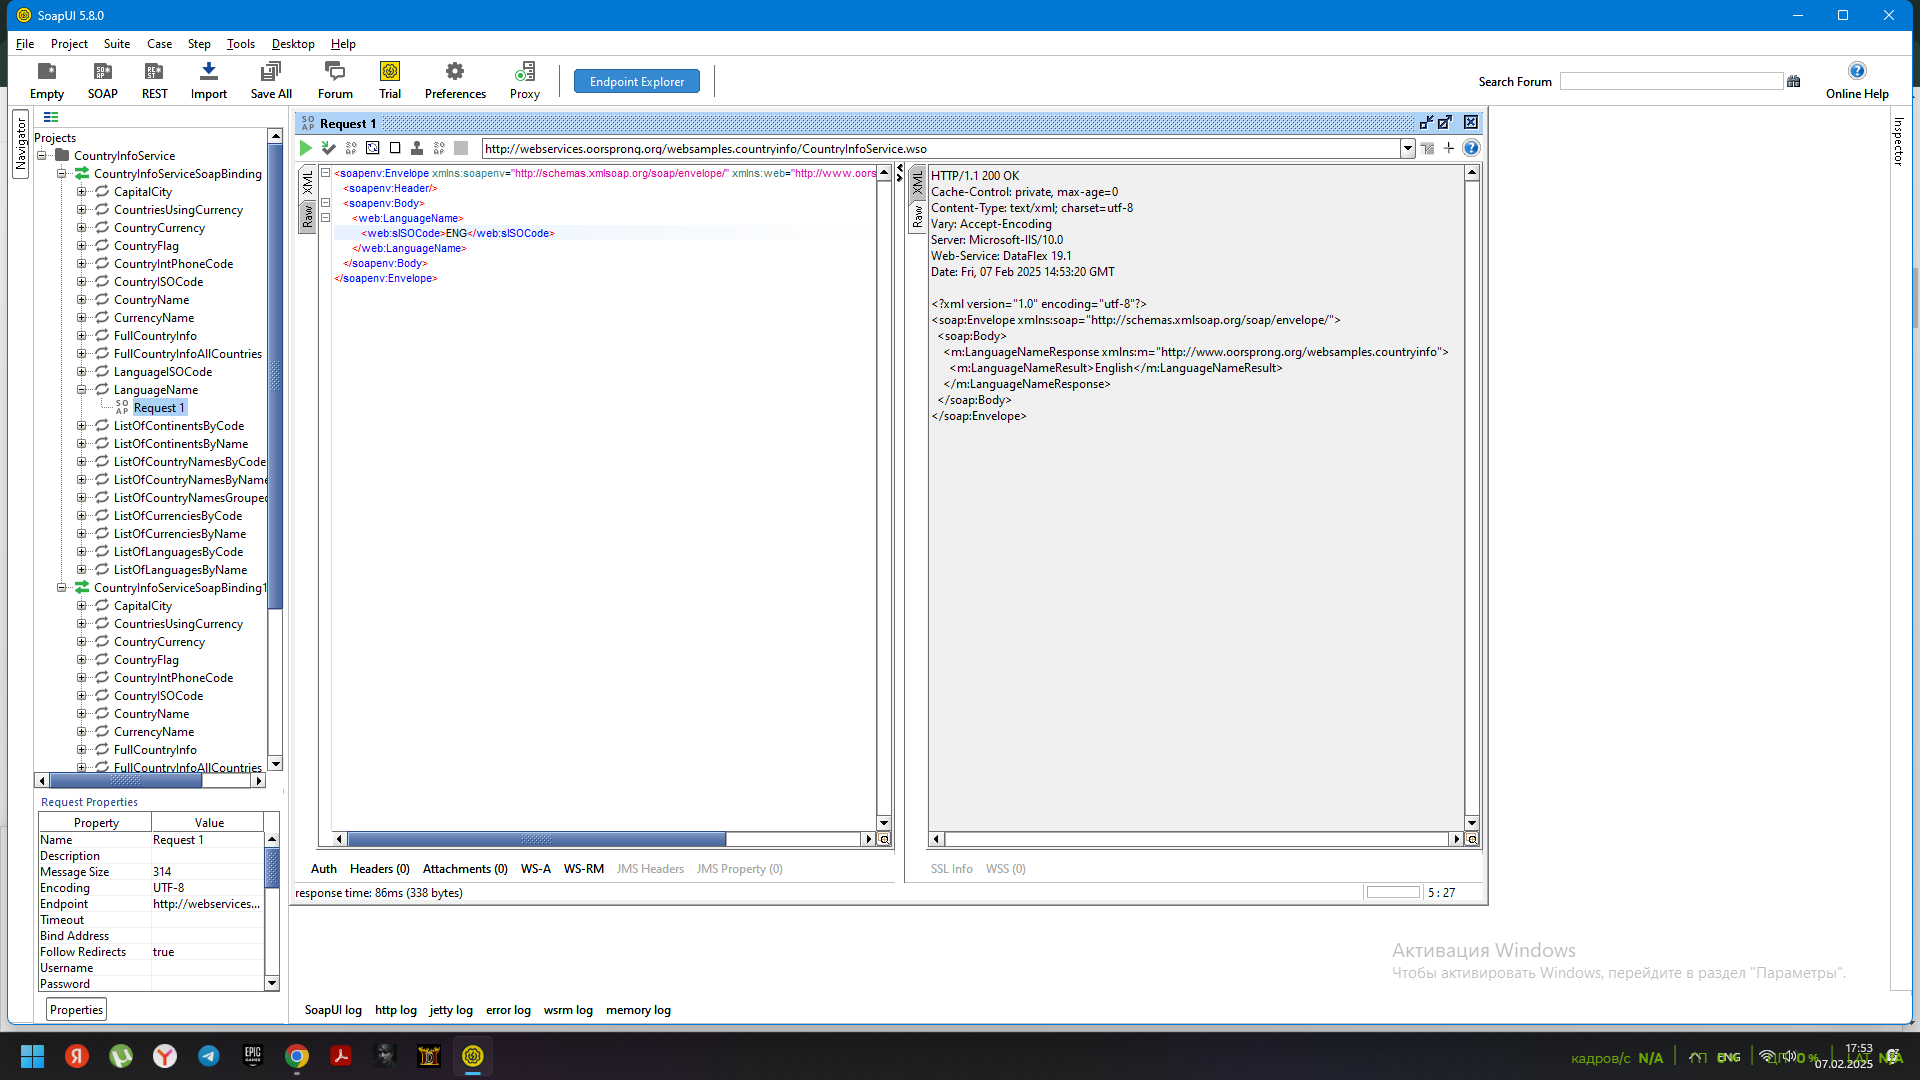 SoapUI 5.8.0
File Project Suite Case Step Tools Desktop Help
Empty SOAP REST Import Save All Forum Trial Preferences Proxy
Endpoint Explorer
Search Forum
Online Help
Navigator
Inspector
Projects
CountryInfoService
CountryInfoServiceSoapBinding
CapitalCity
CountriesUsingCurrency
CountryCurrency
CountryFlag
CountryIntPhoneCode
CountryISOCode
CountryName
CurrencyName
FullCountryInfo
FullCountryInfoAllCountries
LanguageISOCode
LanguageName
Request 1
ListOfContinentsByCode
ListOfContinentsByName
ListOfCountryNamesByCode
ListOfCountryNamesByName
ListOfCountryNamesGrouped
ListOfCurrenciesByCode
ListOfCurrenciesByName
ListOfLanguagesByCode
ListOfLanguagesByName
CountryInfoServiceSoapBinding1
CapitalCity
CountriesUsingCurrency
CountryCurrency
CountryFlag
CountryIntPhoneCode
CountryISOCode
CountryName
CurrencyName
FullCountryInfo
FullCountryInfoAllCountries
Request Properties
Property Value
Name Request 1
Description
Message Size 314
Encoding UTF-8
Endpoint http://webservices...
Timeout
Bind Address
Follow Redirects true
Username
Password
Properties
Request 1
http://webservices.oorsprong.org/websamples.countryinfo/CountryInfoService.wso
XML
Raw
<soapenv:Envelope xmlns:soapenv="http://schemas.xmlsoap.org/soap/envelope/" xmlns:web="http://www.oors
<soapenv:Header/>
<soapenv:Body>
<web:LanguageName>
<web:sISOCode>ENG</web:sISOCode>
</web:LanguageName>
</soapenv:Body>
</soapenv:Envelope>
XML
Raw
HTTP/1.1 200 OK
Cache-Control: private, max-age=0
Content-Type: text/xml; charset=utf-8
Vary: Accept-Encoding
Server: Microsoft-IIS/10.0
Web-Service: DataFlex 19.1
Date: Fri, 07 Feb 2025 14:53:20 GMT
<?xml version="1.0" encoding="utf-8"?>
<soap:Envelope xmlns:soap="http://schemas.xmlsoap.org/soap/envelope/">
<soap:Body>
<m:LanguageNameResponse xmlns:m="http://www.oorsprong.org/websamples.countryinfo">
<m:LanguageNameResult>English</m:LanguageNameResult>
</m:LanguageNameResponse>
</soap:Body>
</soap:Envelope>
Auth Headers (0) Attachments (0) WS-A WS-RM JMS Headers JMS Property (0)
SSL Info WSS (0)
response time: 86ms (338 bytes)
5 : 27
Активация Windows
Чтобы активировать Windows, перейдите в раздел "Параметры".
SoapUI log http log jetty log error log wsrm log memory log
EPIC GAMES
кадров/с N/A
ENG
17:53
07.02.2025